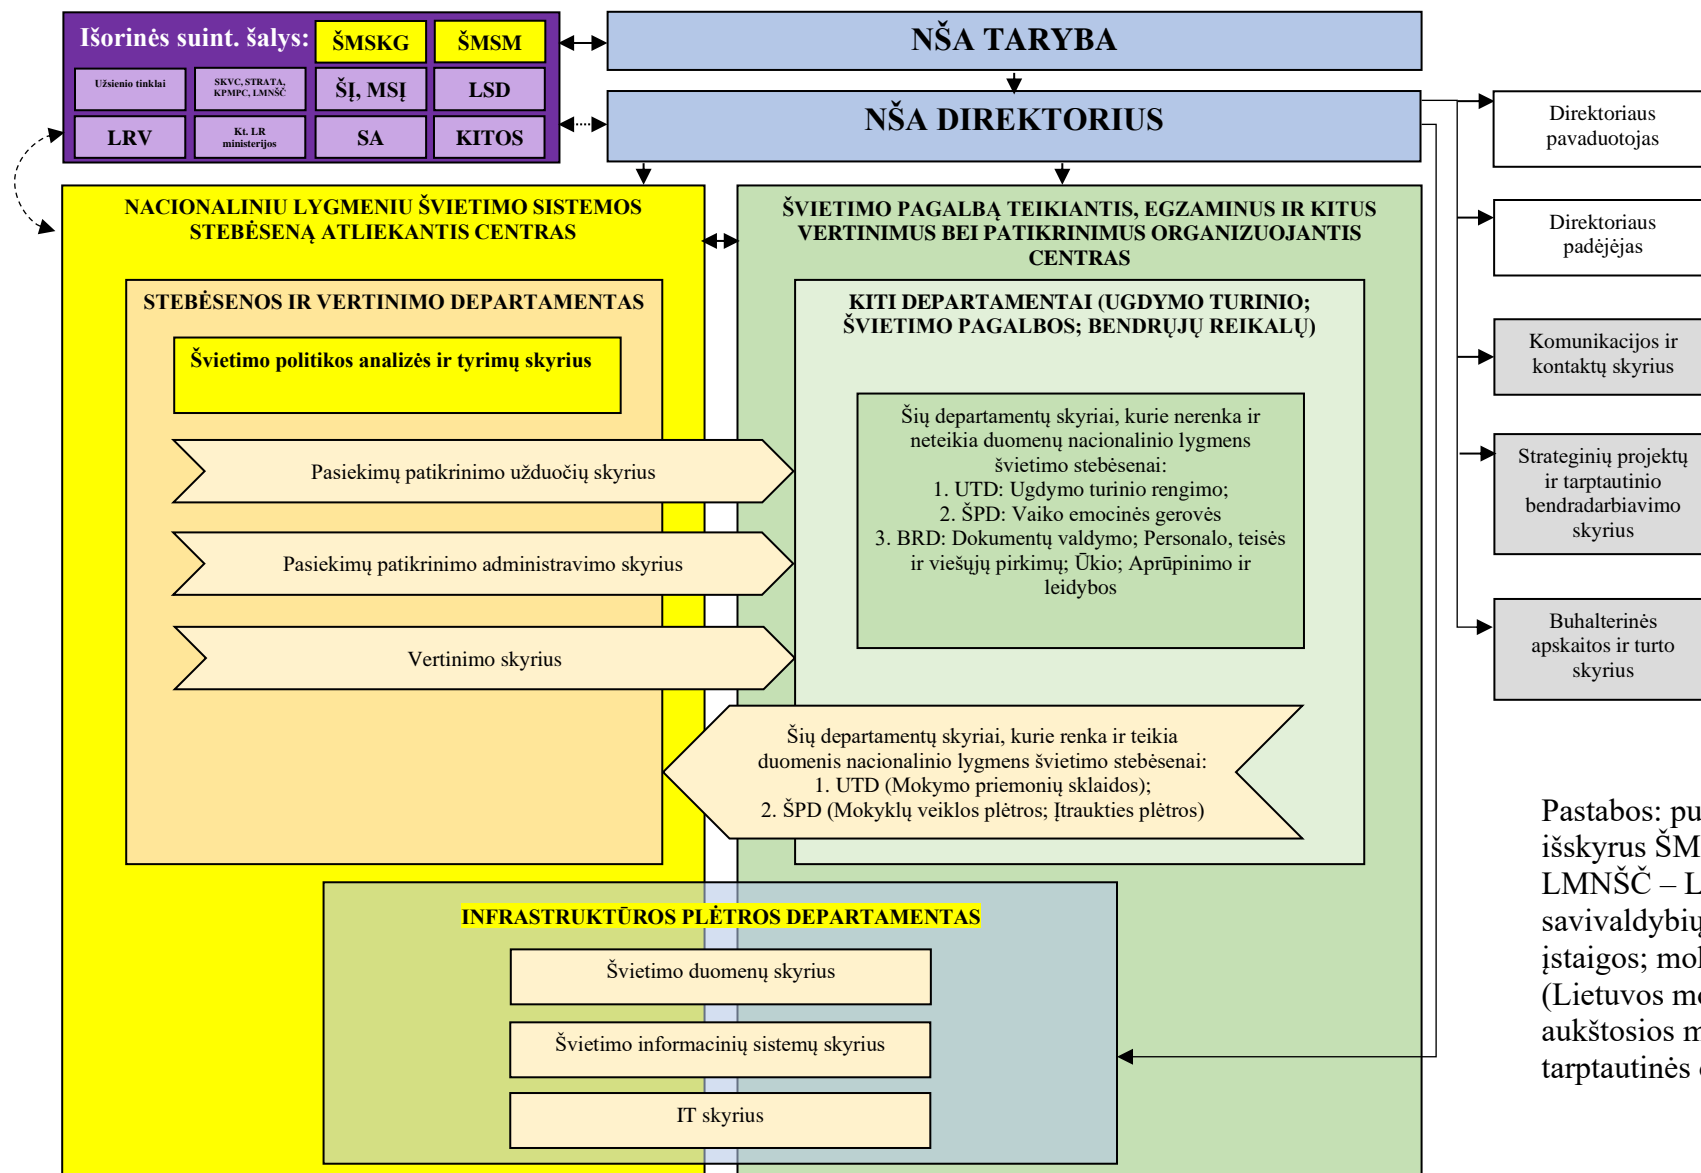 Išorinės suint. šalys:
ŠMSKG
ŠMSM
Užsienio tinklai
SKVC, STRATA,
KPMPC, LMNŠČ
ŠĮ, MSĮ
LSD
LRV
Kt. LR
ministerijos
SA
KITOS
NŠA TARYBA
NŠA DIREKTORIUS
Direktoriaus
pavaduotojas
Direktoriaus
padėjėjas
Komunikacijos ir
kontaktų skyrius
Strateginių projektų
ir tarptautinio
bendradarbiavimo
skyrius
Buhalterinės
apskaitos ir turto
skyrius
NACIONALINIU LYGMENIU ŠVIETIMO SISTEMOS
STEBĖSENĄ ATLIEKANTIS CENTRAS
STEBĖSENOS IR VERTINIMO DEPARTAMENTAS
Švietimo politikos analizės ir tyrimų skyrius
Pasiekimų patikrinimo užduočių skyrius
Pasiekimų patikrinimo administravimo skyrius
Vertinimo skyrius
ŠVIETIMO PAGALBĄ TEIKIANTIS, EGZAMINUS IR KITUS
VERTINIMUS BEI PATIKRINIMUS ORGANIZUOJANTIS
CENTRAS
KITI DEPARTAMENTAI (UGDYMO TURINIO;
ŠVIETIMO PAGALBOS; BENDRŲJŲ REIKALŲ)
Šių departamentų skyriai, kurie nerenka ir
neteikia duomenų nacionalinio lygmens
švietimo stebėsenai:
1. UTD: Ugdymo turinio rengimo;
2. ŠPD: Vaiko emocinės gerovės
3. BRD: Dokumentų valdymo; Personalo, teisės
ir viešųjų pirkimų; Ūkio; Aprūpinimo ir
leidybos
Šių departamentų skyriai, kurie renka ir teikia
duomenis nacionalinio lygmens švietimo stebėsenai:
1. UTD (Mokymo priemonių sklaidos);
2. ŠPD (Mokyklų veiklos plėtros; Įtraukties plėtros)
INFRASTRUKTŪROS PLĖTROS DEPARTAMENTAS
Švietimo duomenų skyrius
Švietimo informacinių sistemų skyrius
IT skyrius
Pastabos: pu
išskyrus ŠM
LMNŠČ – L
savivaldybių
įstaigos; mol
(Lietuvos mo
aukštosios m
tarptautinės